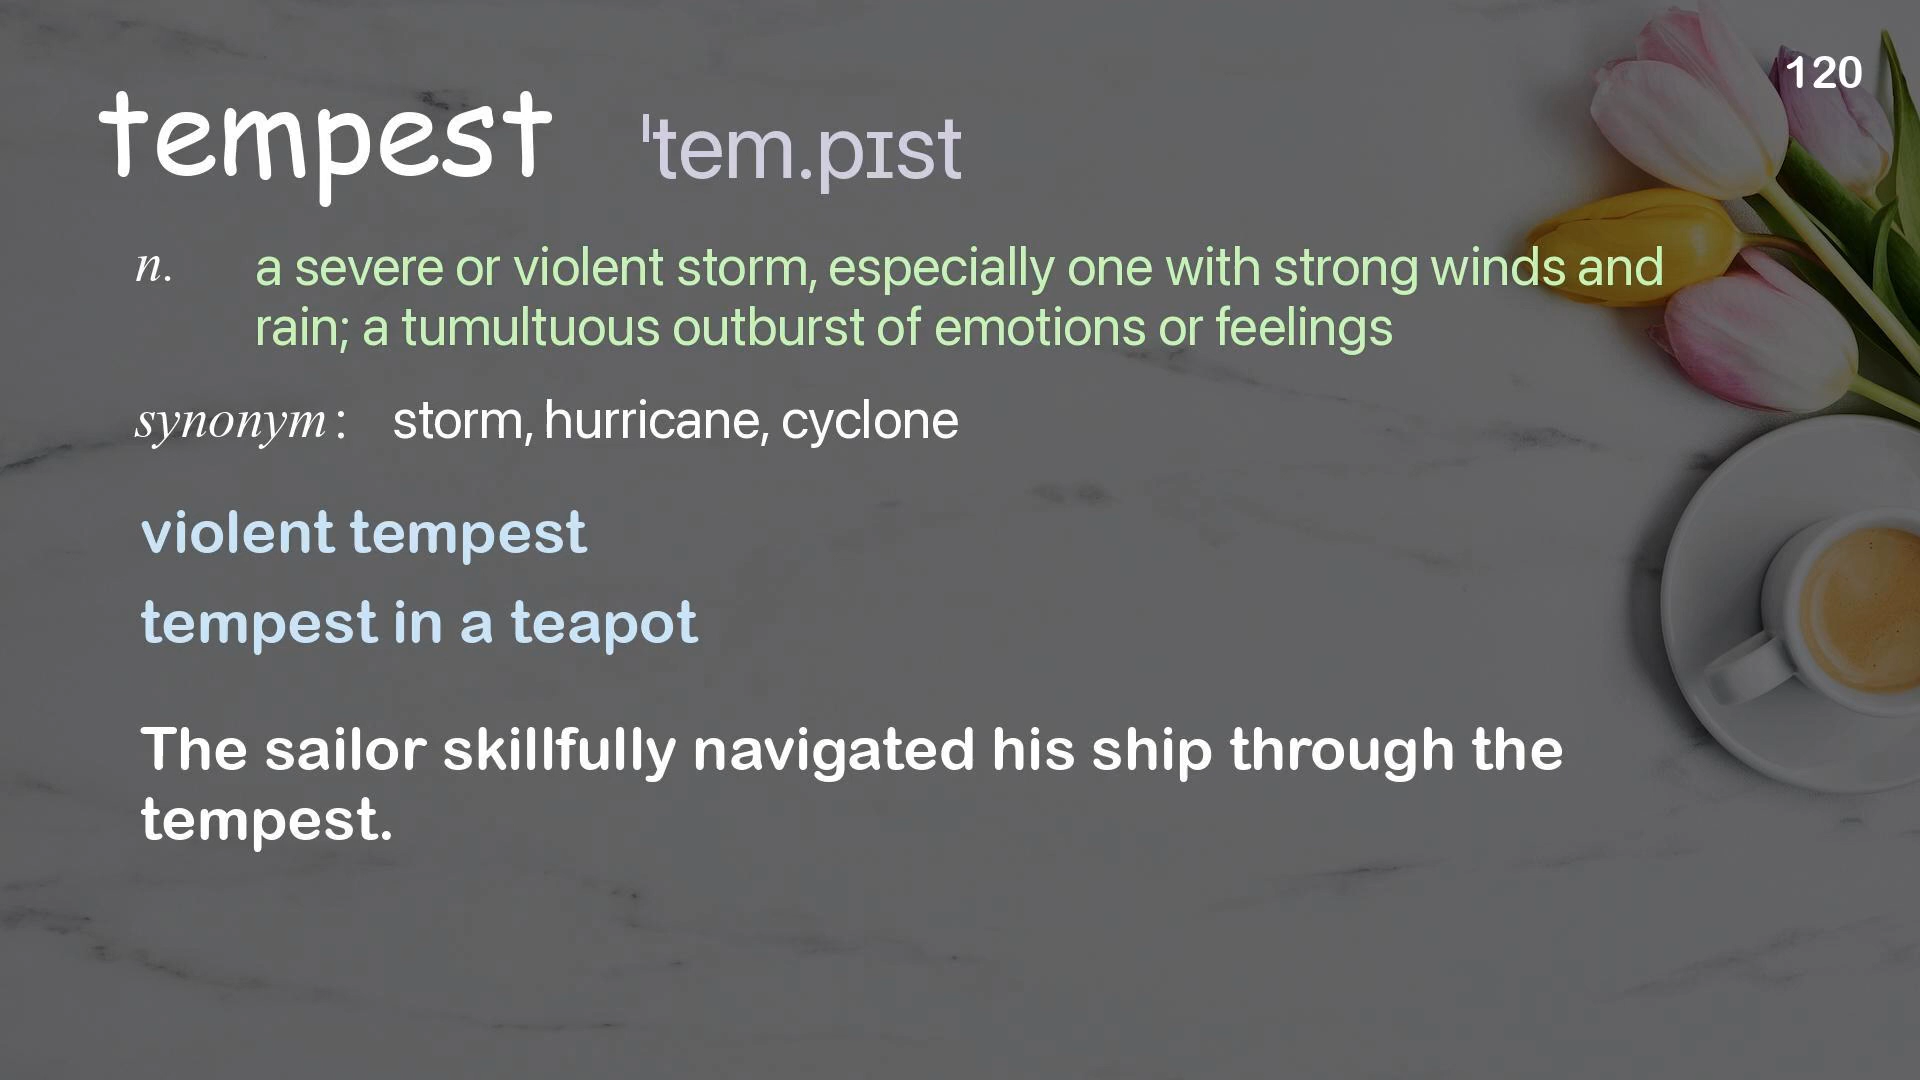 120
tempest ˈtem.pɪst
n. a severe or violent storm, especially one with strong winds and
rain; a tumultuous outburst of emotions or feelings
synonym: storm, hurricane, cyclone
violent tempest
tempest in a teapot
The sailor skillfully navigated his ship through the
tempest.